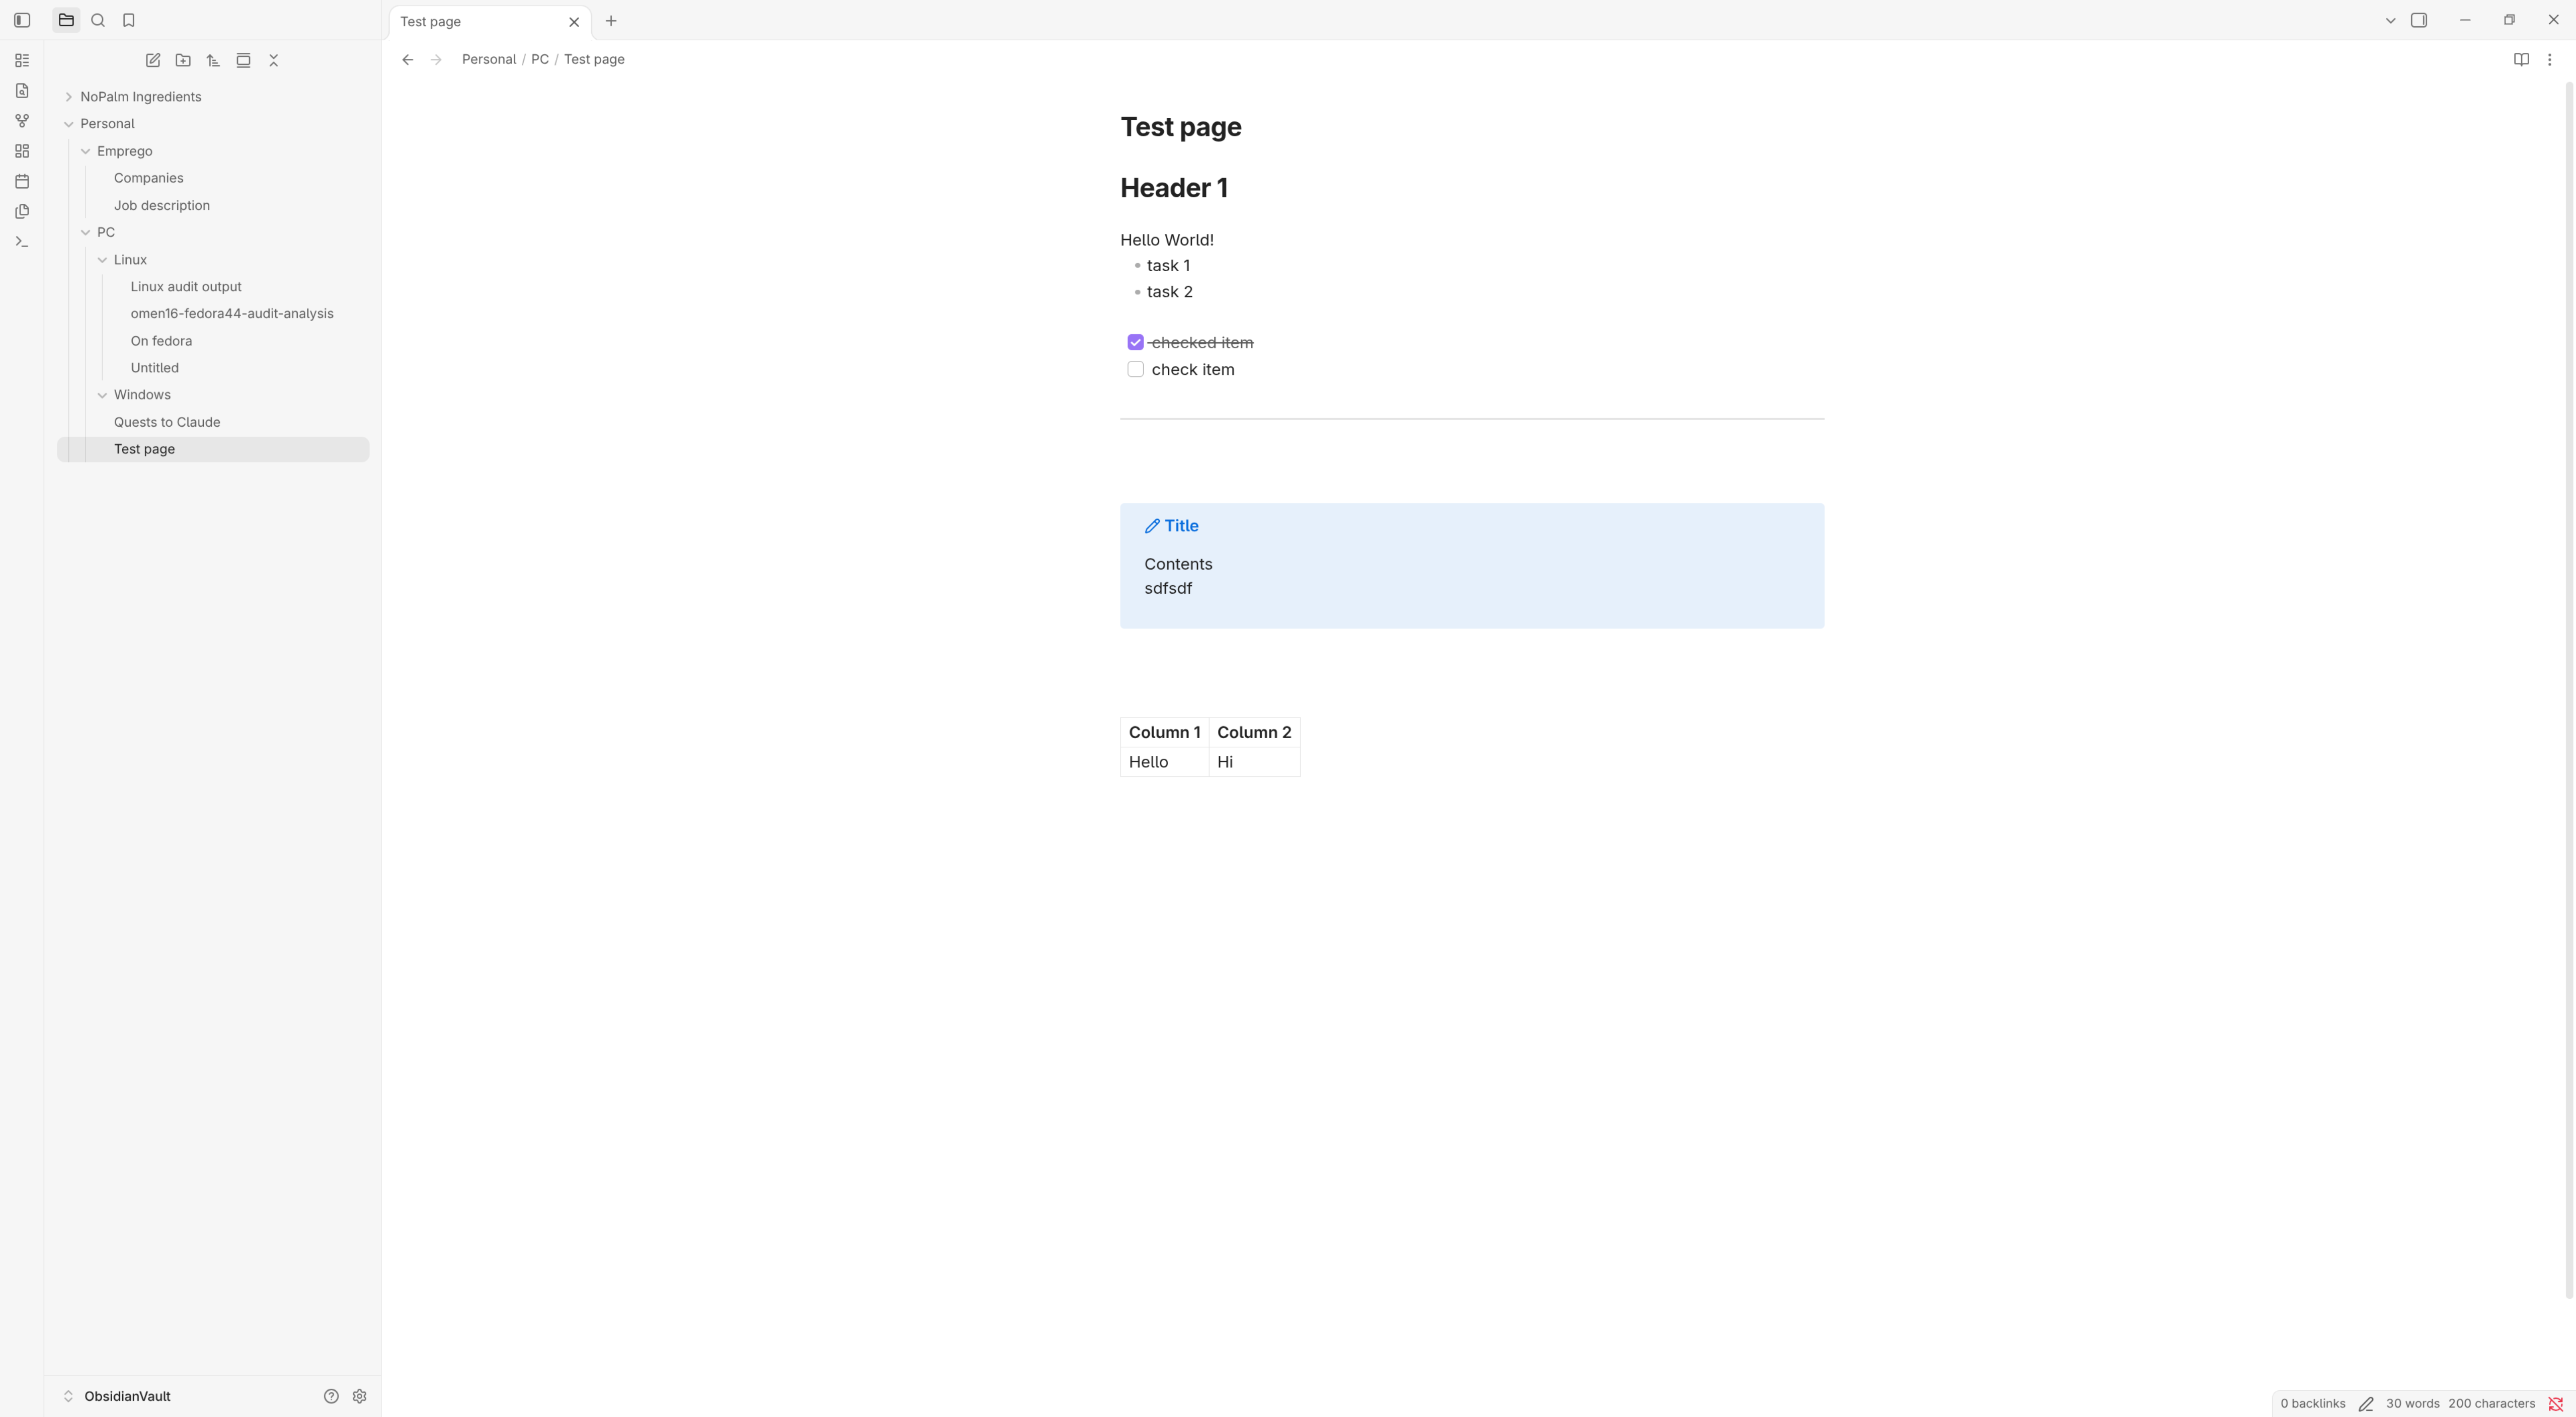 Test page
Personal / PC / Test page
NoPalm Ingredients
Personal
Emprego
Companies
Job description
PC
Linux
Linux audit output
omen16-fedora44-audit-analysis
On fedora
Untitled
Windows
Quests to Claude
Test page
ObsidianVault
Test page
Header 1
Hello World!
task 1
task 2
checked item
check item
Title
Contents
sdfsdf
Column 1 Column 2
Hello Hi
0 backlinks 30 words 200 characters